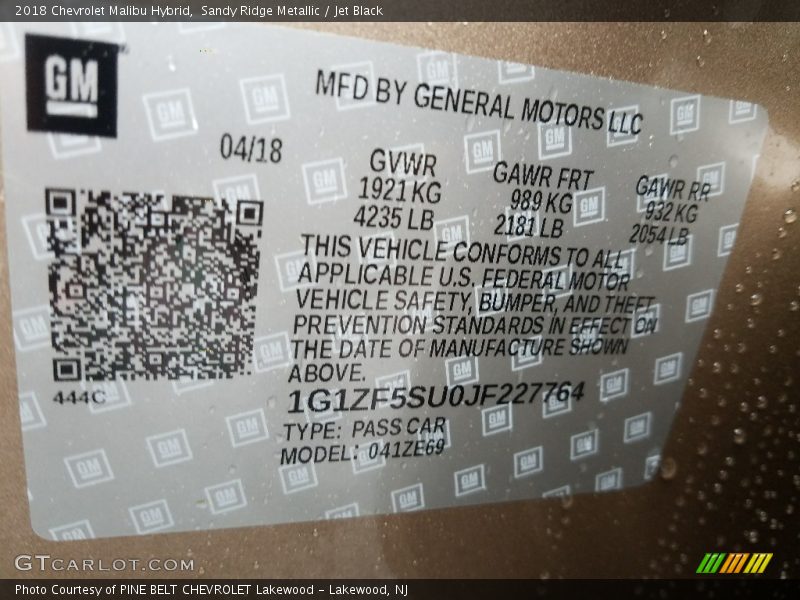 2018 Chevrolet Malibu Hybrid, Sandy Ridge Metallic / Jet Black
GM
MFD BY GENERAL MOTORS LLC
04/18
GVWR GAWR FRT GAWR RR
1921 KG 989 KG 932 KG
4235 LB 2181 LB 2054 LB
THIS VEHICLE CONFORMS TO ALL
APPLICABLE U.S. FEDERAL MOTOR
VEHICLE SAFETY, BUMPER, AND THEFT
PREVENTION STANDARDS IN EFFECT ON
THE DATE OF MANUFACTURE SHOWN
ABOVE.
444C
1G1ZF5SU0JF227764
TYPE: PASS CAR
MODEL: 041ZE69
GTCARLOT.COM
Photo Courtesy of PINE BELT CHEVROLET Lakewood - Lakewood, NJ